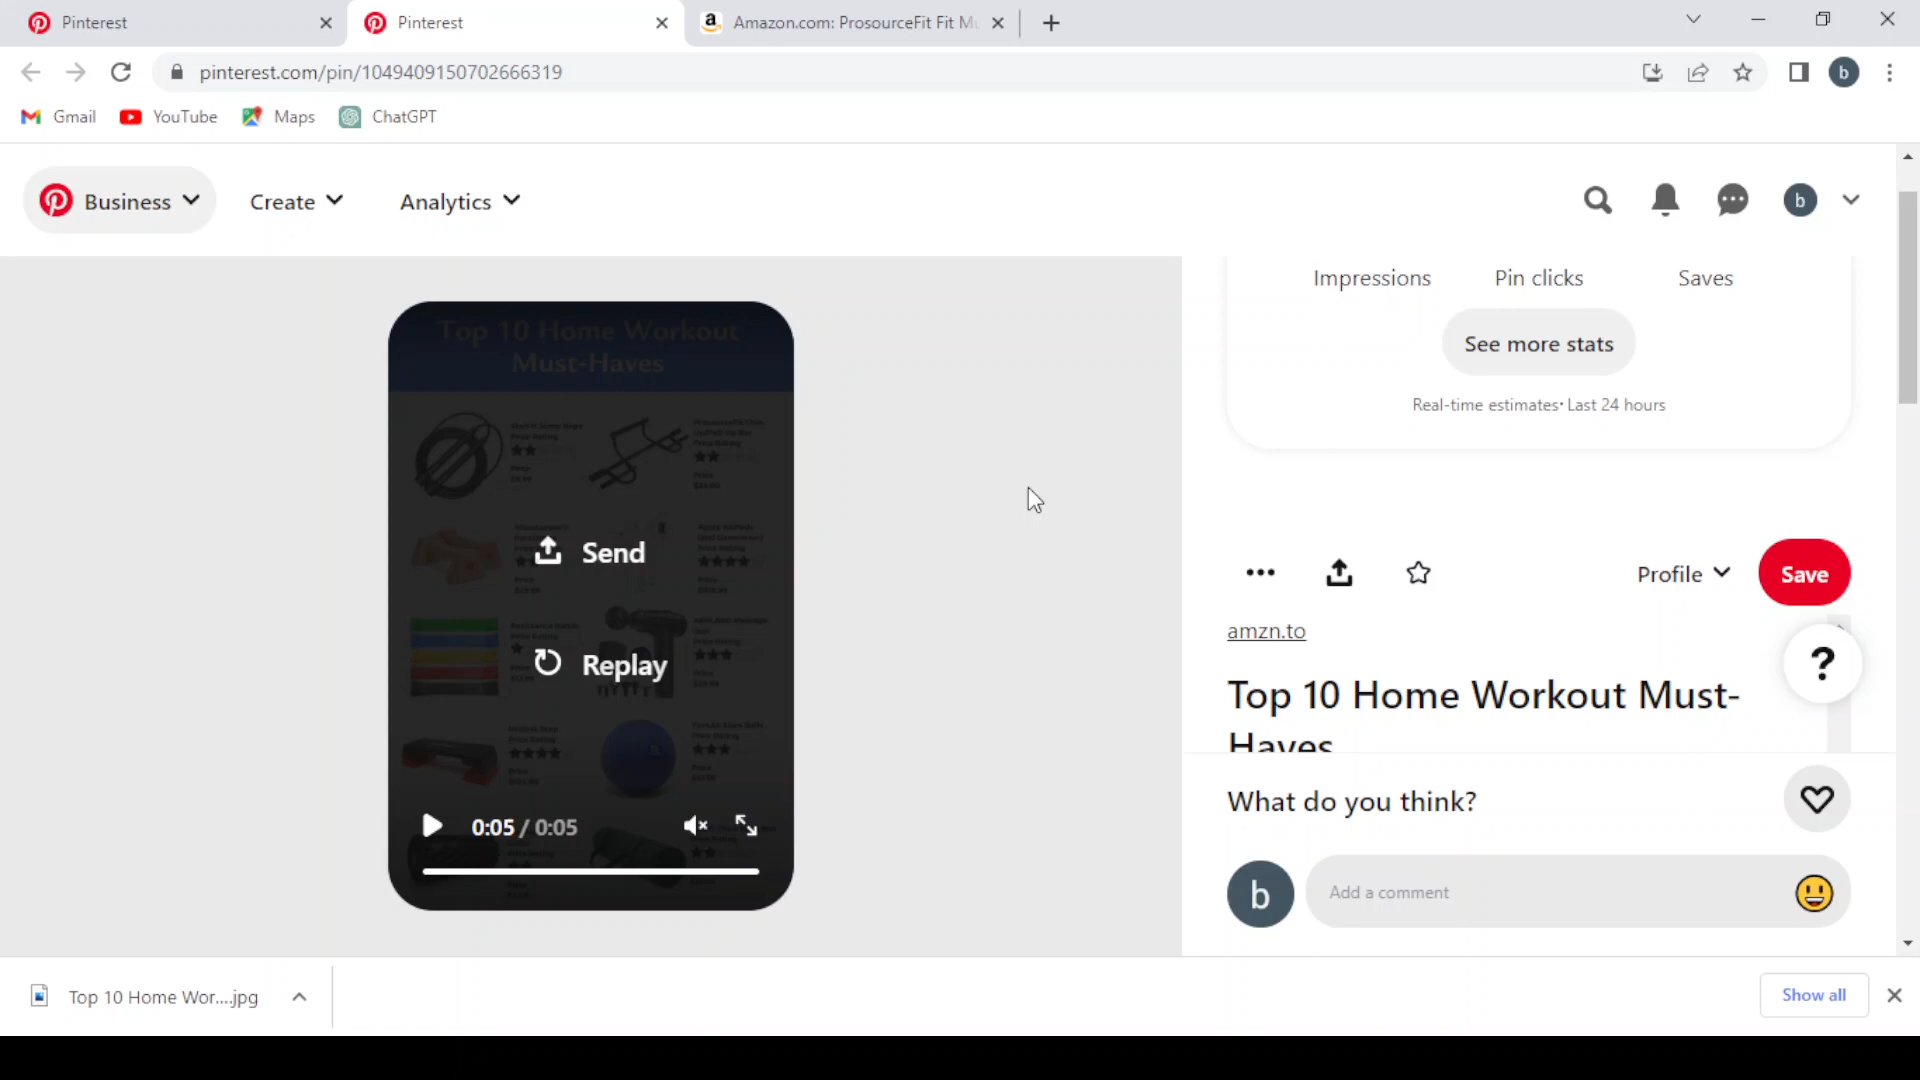 Pinterest
Pinterest
Amazon.com: ProsourceFit Fit Mu
pinterest.com/pin/1049409150702666319
b
Gmail
YouTube
Maps
ChatGPT
Business
Create
Analytics
b
Top 10 Home Workout
Must-Haves
Send
Replay
0:05 / 0:05
Impressions Pin clicks Saves
See more stats
Real-time estimates• Last 24 hours
Profile
Save
amzn.to
?
Top 10 Home Workout Must-
Haves
What do you think?
b
Add a comment
Top 10 Home Wor....jpg
Show all